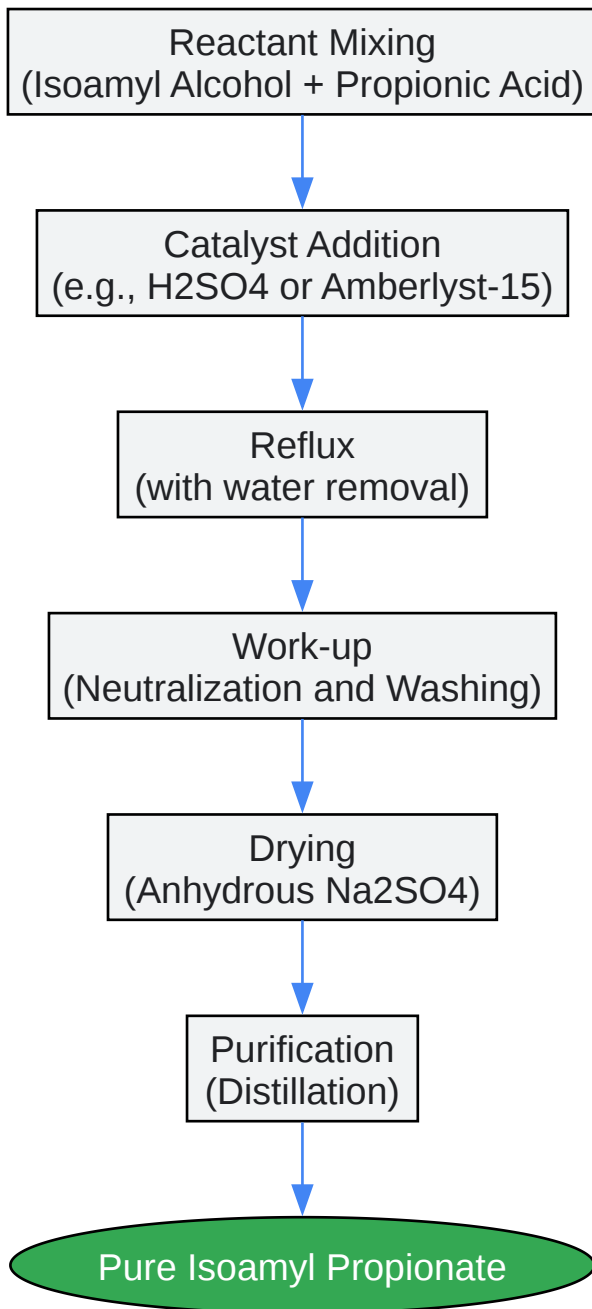 Reactant Mixing
(Isoamyl Alcohol + Propionic Acid)
Catalyst Addition
(e.g., H2SO4 or Amberlyst-15)
Reflux
(with water removal)
Work-up
(Neutralization and Washing)
Drying
(Anhydrous Na2SO4)
Purification
(Distillation)
Pure Isoamyl Propionate